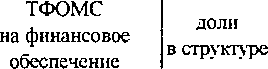 ТФОМС
на финансовое
обеспечение
доли
в структуре